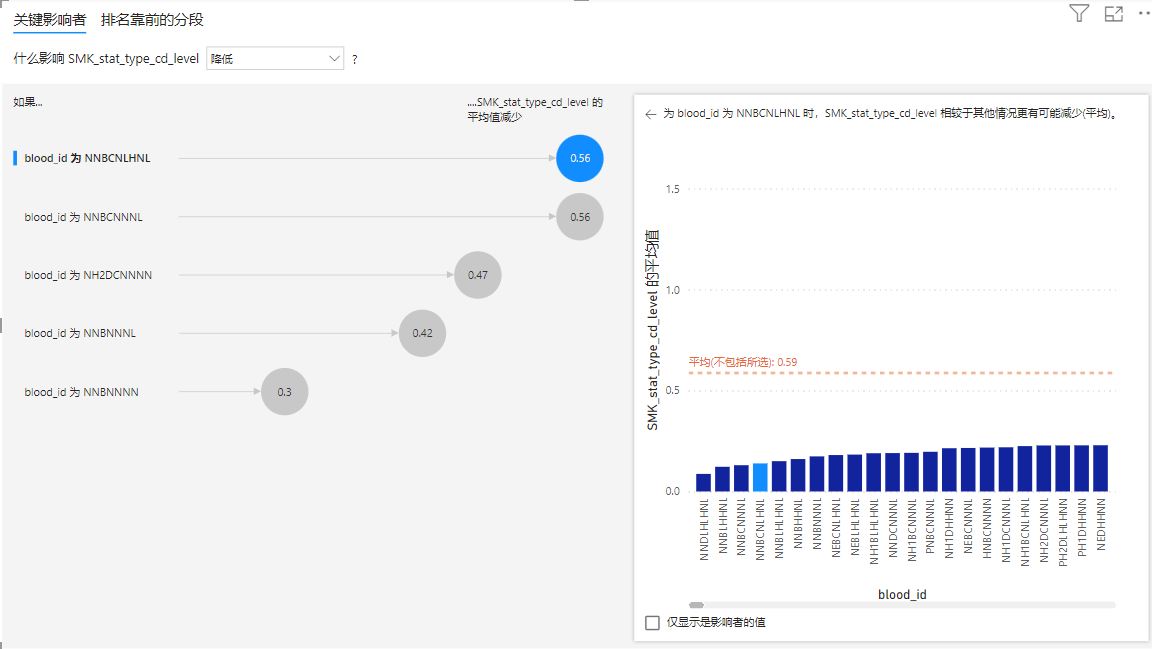 关键影响者 排名靠前的分段
什么影响 SMK_stat_type_cd_level 降低 ?
如果...
....SMK_stat_type_cd_level 的
平均值减少
blood_id 为 NNBCNLHNL
0.56
blood_id 为 NNBCNNNL
0.56
blood_id 为 NH2DCNNNN
0.47
blood_id 为 NNBNNNL
0.42
blood_id 为 NNBNNNN
0.3
← 为 blood_id 为 NNBCNLHNL 时，SMK_stat_type_cd_level 相较于其他情况更有可能减少(平均)。
SMK_stat_type_cd_level 的平均值
1.5
1.0
平均(不包括所选): 0.59
0.5
0.0
NNDLHLHNL
NNBLHHNL
NNBCNNNL
NNBCNLHNL
NNBLHLHNL
NNBHHNL
NNBNNNL
NEBCNLHNL
NEBLHLHNL
NH1BLHLHNL
NNDCNNNL
NH1BCNNNL
PNBCNNNL
NH1DHHNN
NEBCNNNL
HNBCNNNN
NH1DCNNNL
NH1BCNLHNL
NH2DCNNNL
PH2DLHLHNN
PH1DHHNN
NEDHHNN
blood_id
仅显示是影响者的值